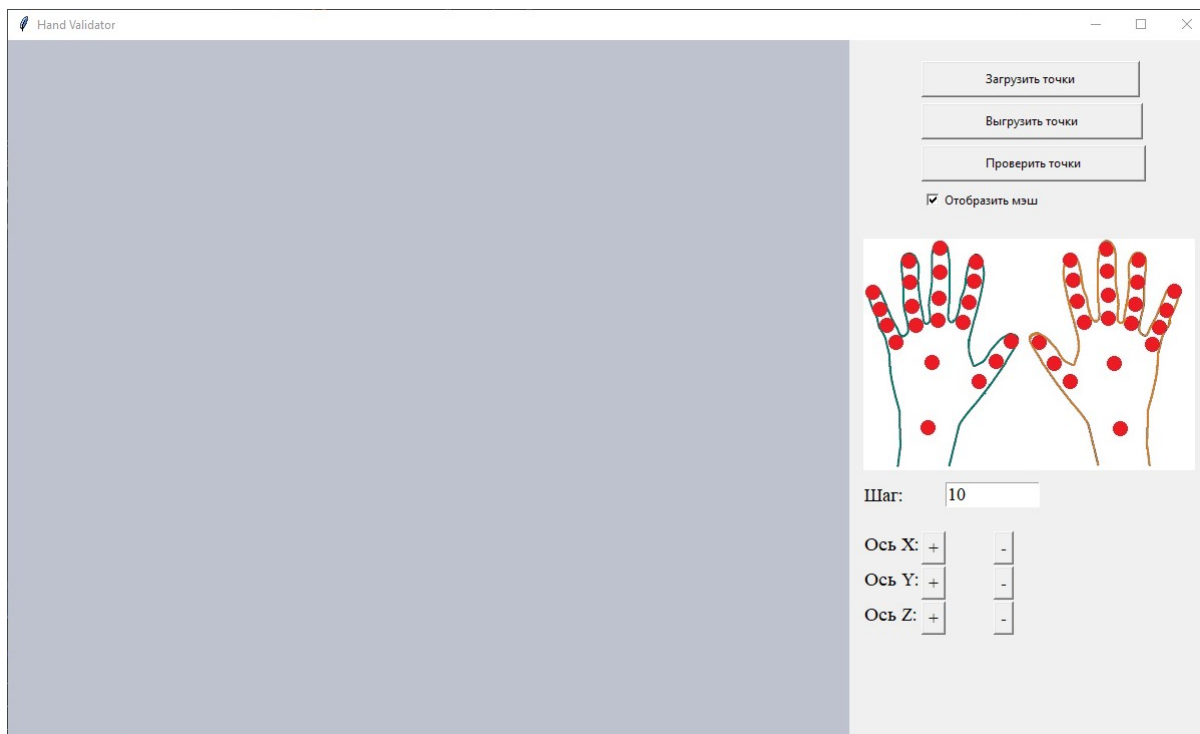 Hand Validator
Загрузить точки
Выгрузить точки
Проверить точки
Отобразить мэш
Шаг: 10
Ось X: + -
Ось Y: + -
Ось Z: + -